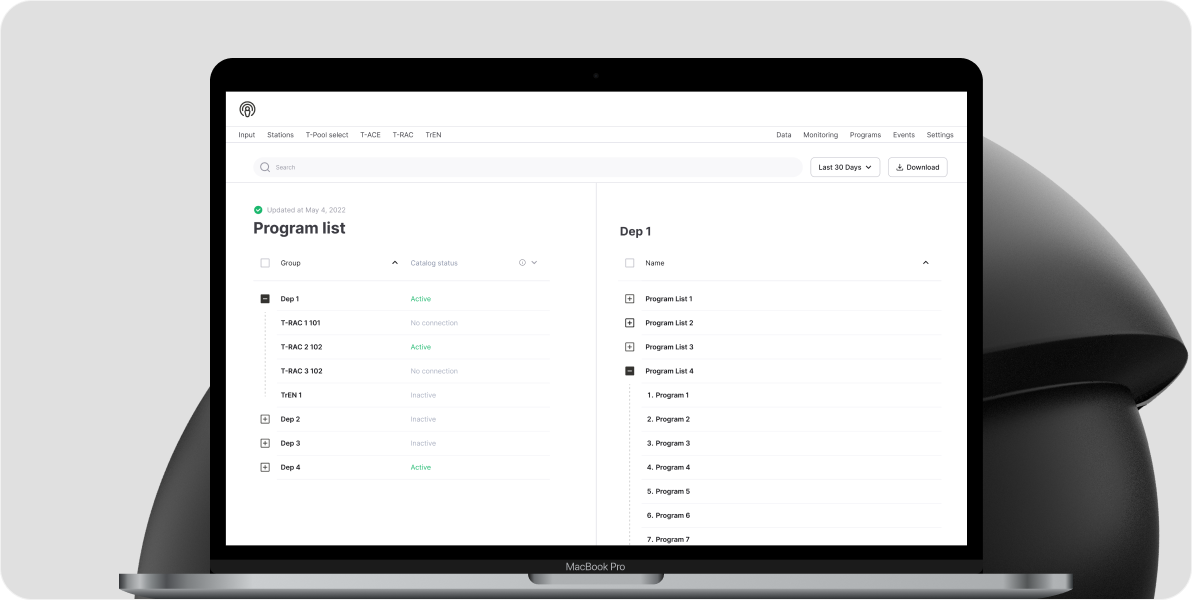 Input Stations T-Pool select T-ACE T-RAC TrEN Data Monitoring Programs Events Settings
Search Last 30 Days Download
Updated at May 4, 2022
Program list
Group Catalog status
Dep 1 Active
T-RAC 1 101 No connection
T-RAC 2 102 Active
T-RAC 3 102 No connection
TrEN 1 Inactive
Dep 2 Inactive
Dep 3 Inactive
Dep 4 Active
Dep 1
Name
Program List 1
Program List 2
Program List 3
Program List 4
1. Program 1
2. Program 2
3. Program 3
4. Program 4
5. Program 5
6. Program 6
7. Program 7
MacBook Pro